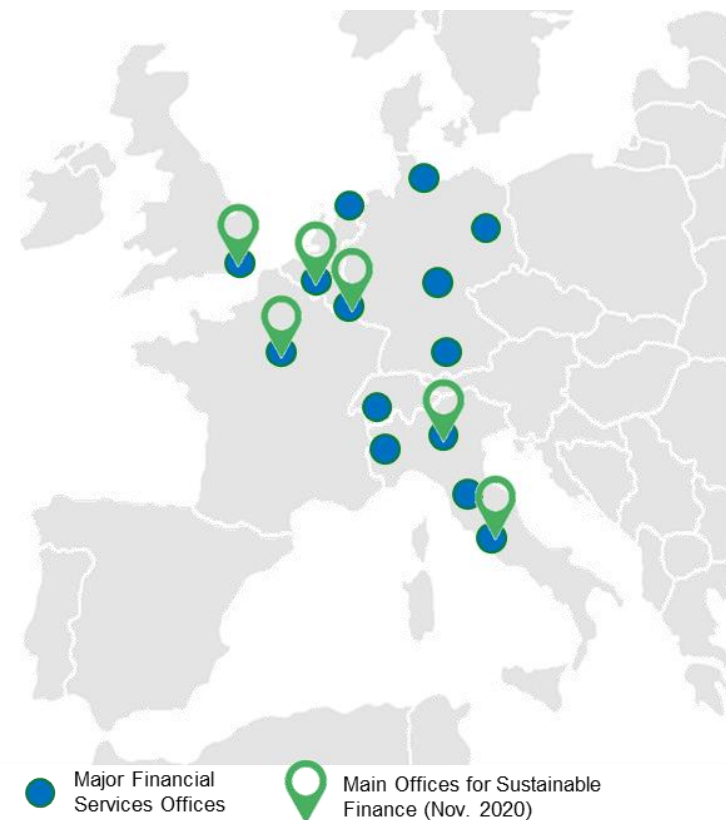 Major Financial
Services Offices
Main Offices for Sustainable
Finance (Nov. 2020)